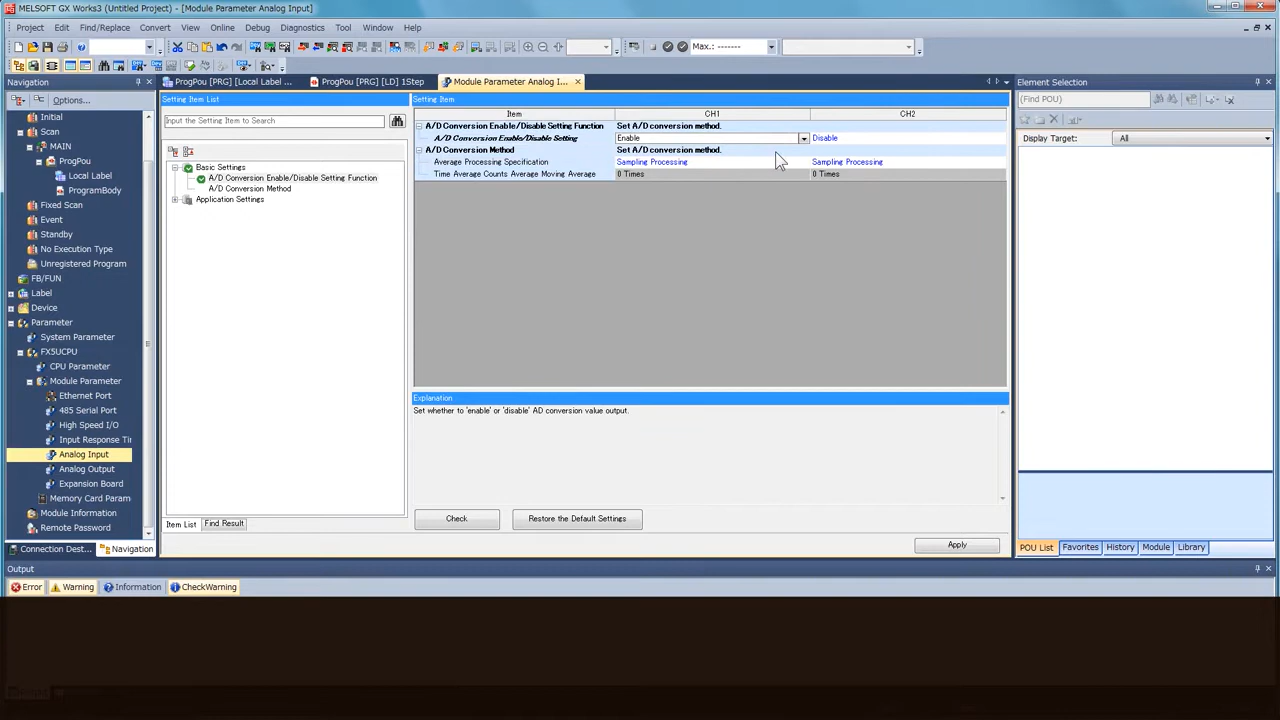 MELSOFT GX Works3 (Untitled Project) - [Module Parameter Analog Input]
Project Edit Find/Replace Convert View Online Debug Diagnostics Tool Window Help
Max.: -------
Navigation
ProgPou [PRG] [Local Label ...
ProgPou [PRG] [LD] 1Step
Module Parameter Analog I...
Element Selection
Options...
Initial
Scan
MAIN
ProgPou
Local Label
ProgramBody
Fixed Scan
Event
Standby
No Execution Type
Unregistered Program
FB/FUN
Label
Device
Parameter
System Parameter
FX5UCPU
CPU Parameter
Module Parameter
Ethernet Port
485 Serial Port
High Speed I/O
Input Response Tir
Analog Input
Analog Output
Expansion Board
Memory Card Param
Module Information
Remote Password
Connection Dest...
Navigation
Setting Item List
Input the Setting Item to Search
Basic Settings
A/D Conversion Enable/Disable Setting Function
A/D Conversion Method
Application Settings
Item List
Find Result
Setting Item
Item CH1 CH2
A/D Conversion Enable/Disable Setting Function Set A/D conversion method.
A/D Conversion Enable/Disable Setting Enable Disable
A/D Conversion Method Set A/D conversion method.
Average Processing Specification Sampling Processing Sampling Processing
Time Average Counts Average Moving Average 0 Times 0 Times
Explanation
Set whether to 'enable' or 'disable' AD conversion value output.
Check
Restore the Default Settings
Apply
(Find POU)
Display Target: All
POU List Favorites History Module Library
Output
Error Warning Information CheckWarning